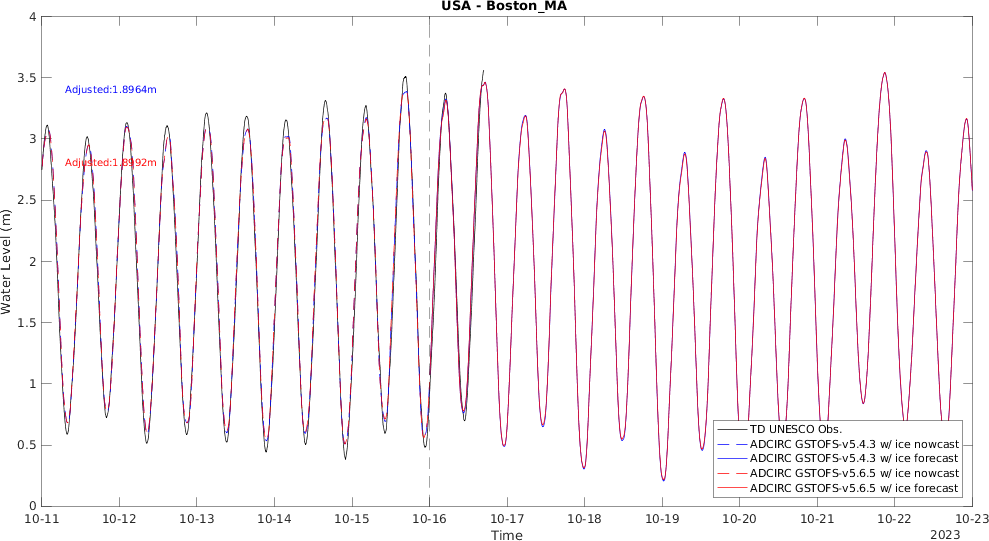 USA - Boston_MA
4
3.5
3
2.5
2
1.5
1
0.5
0
Water Level (m)
Adjusted:1.8964m
Adjusted:1.8992m
TD UNESCO Obs.
ADCIRC GSTOFS-v5.4.3 w/ ice nowcast
ADCIRC GSTOFS-v5.4.3 w/ ice forecast
ADCIRC GSTOFS-v5.6.5 w/ ice nowcast
ADCIRC GSTOFS-v5.6.5 w/ ice forecast
10-11 10-12 10-13 10-14 10-15 10-16 10-17 10-18 10-19 10-20 10-21 10-22 10-23
Time
2023